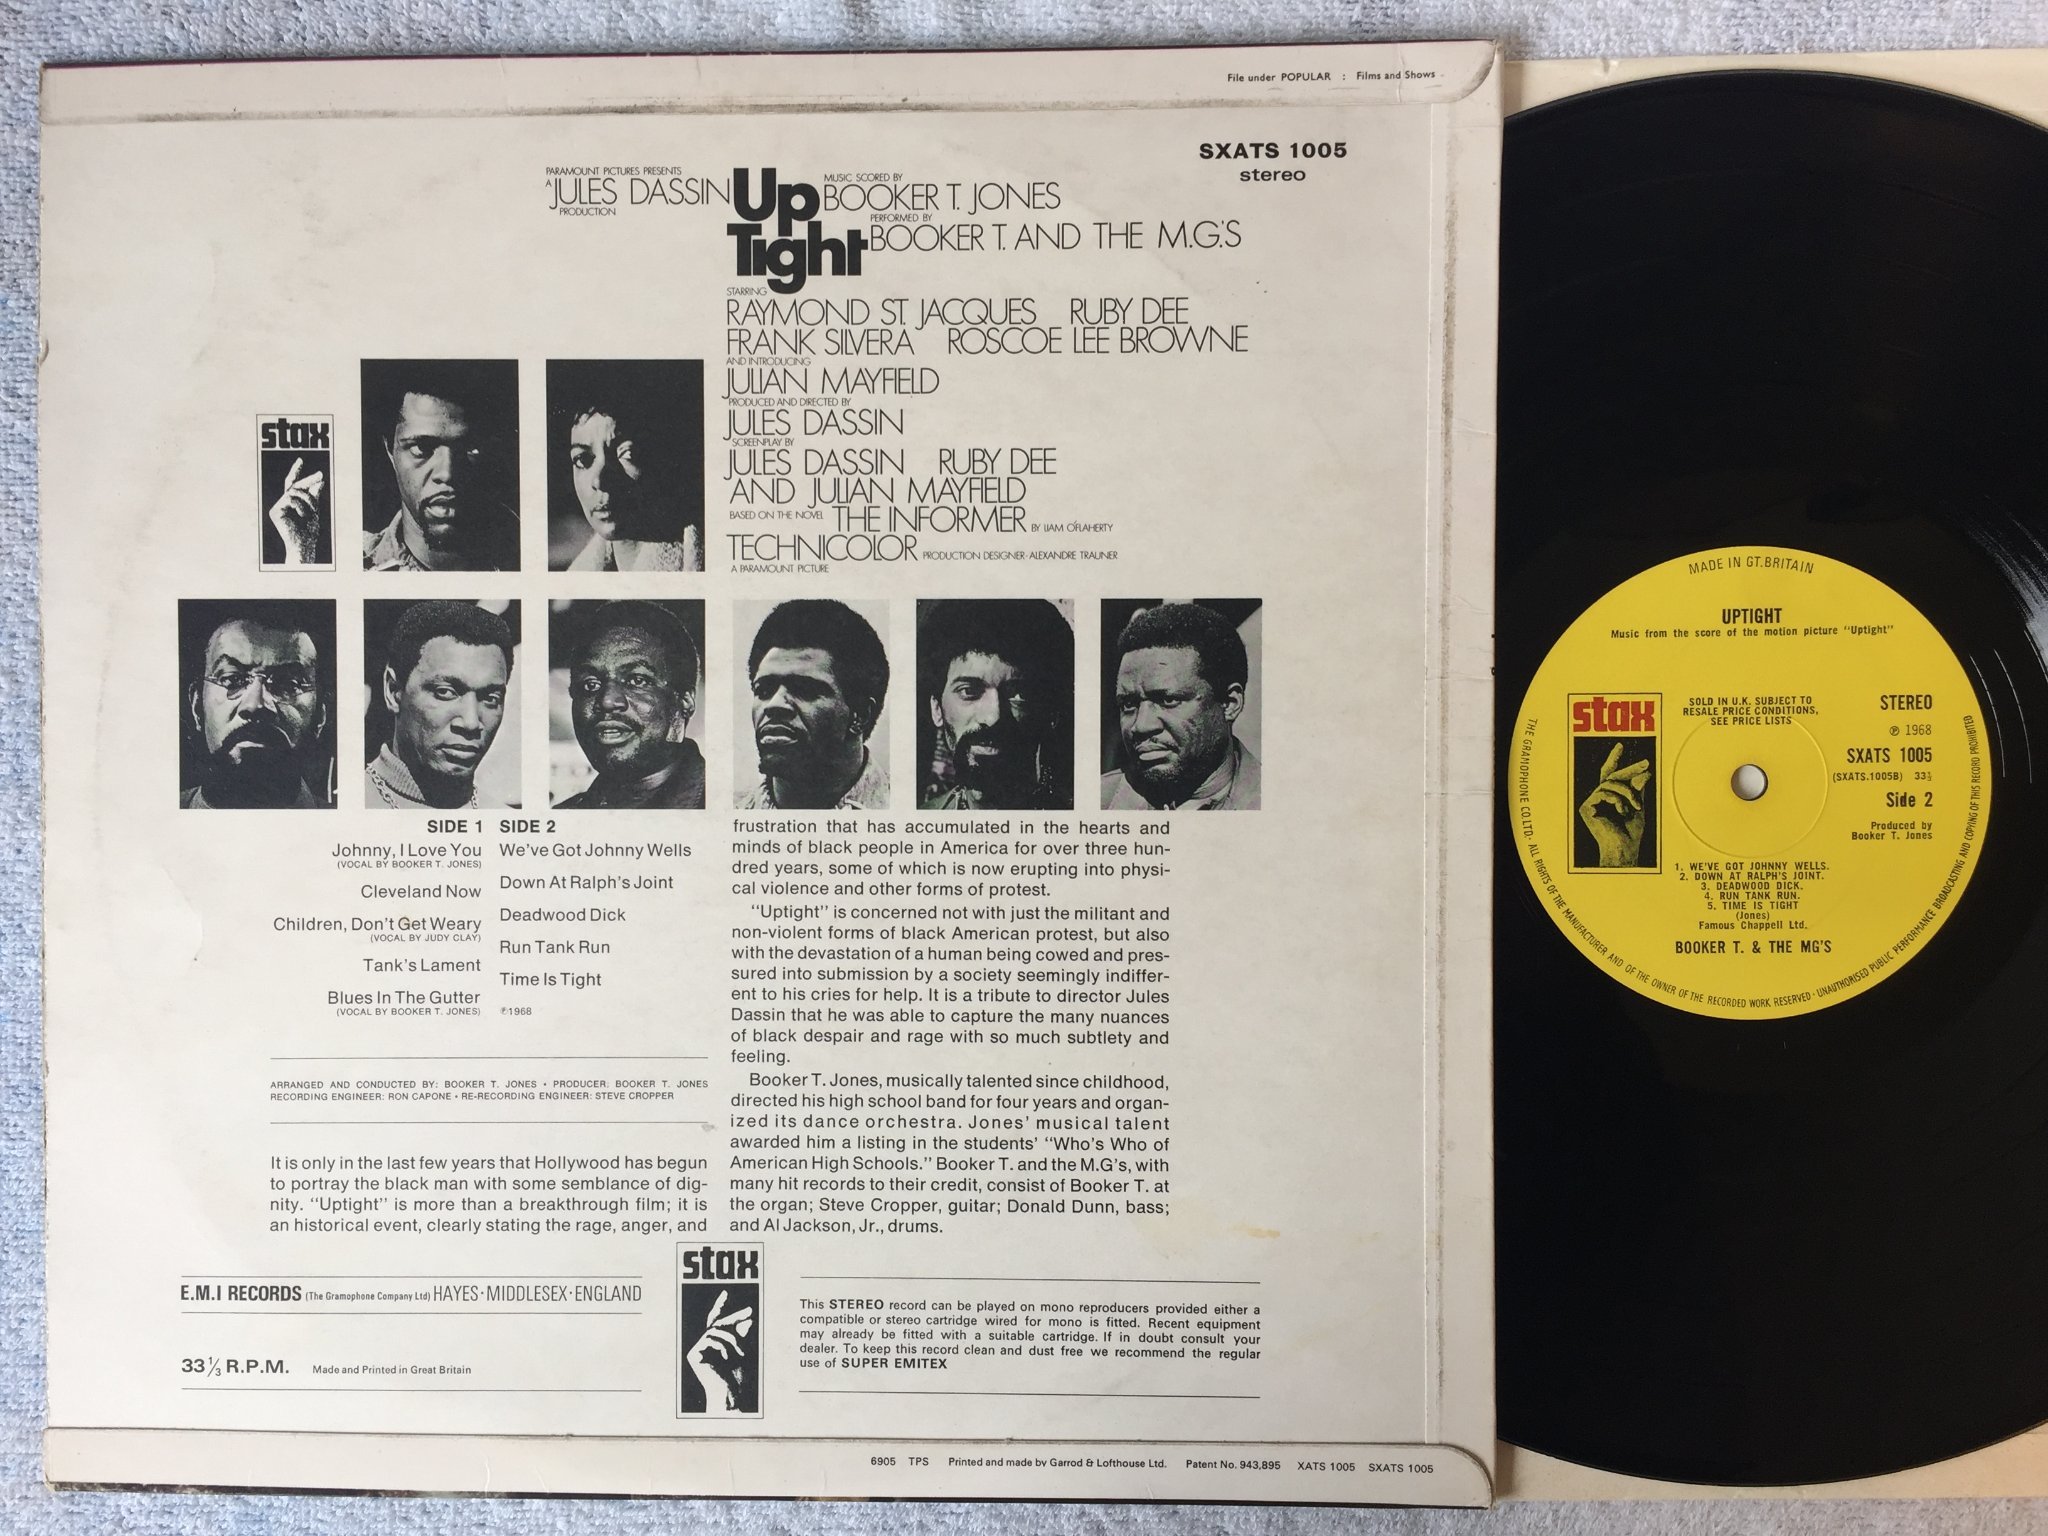 File under POPULAR : Films and Shows
SXATS 1005
stereo
PARAMOUNT PICTURES PRESENTS
A JULES DASSIN
PRODUCTION
Up
Tight
MUSIC SCORED BY
BOOKER T. JONES
PERFORMED BY
BOOKER T. AND THE M.G.'S
STARRING
RAYMOND ST. JACQUES RUBY DEE
FRANK SILVERA ROSCOE LEE BROWNE
AND INTRODUCING
JULIAN MAYFIELD
PRODUCED AND DIRECTED BY
JULES DASSIN
SCREENPLAY BY
JULES DASSIN RUBY DEE
AND JULIAN MAYFIELD
BASED ON THE NOVEL THE INFORMER BY LIAM O'FLAHERTY
TECHNICOLOR PRODUCTION DESIGNER-ALEXANDRE TRAUNER
A PARAMOUNT PICTURE
stax
SIDE 1
Johnny, I Love You
(VOCAL BY BOOKER T. JONES)
Cleveland Now
Children, Don't Get Weary
(VOCAL BY JUDY CLAY)
Tank's Lament
Blues In The Gutter
(VOCAL BY BOOKER T. JONES)
SIDE 2
We've Got Johnny Wells
Down At Ralph's Joint
Deadwood Dick
Run Tank Run
Time Is Tight
℗1968
ARRANGED AND CONDUCTED BY: BOOKER T. JONES • PRODUCER: BOOKER T. JONES
RECORDING ENGINEER: RON CAPONE • RE-RECORDING ENGINEER: STEVE CROPPER
It is only in the last few years that Hollywood has begun
to portray the black man with some semblance of dig-
nity. "Uptight" is more than a breakthrough film; it is
an historical event, clearly stating the rage, anger, and
frustration that has accumulated in the hearts and
minds of black people in America for over three hun-
dred years, some of which is now erupting into physi-
cal violence and other forms of protest.
"Uptight" is concerned not with just the militant and
non-violent forms of black American protest, but also
with the devastation of a human being cowed and pres-
sured into submission by a society seemingly indiffer-
ent to his cries for help. It is a tribute to director Jules
Dassin that he was able to capture the many nuances
of black despair and rage with so much subtlety and
feeling.
Booker T. Jones, musically talented since childhood,
directed his high school band for four years and organ-
ized its dance orchestra. Jones' musical talent
awarded him a listing in the students' "Who's Who of
American High Schools." Booker T. and the M.G's, with
many hit records to their credit, consist of Booker T. at
the organ; Steve Cropper, guitar; Donald Dunn, bass;
and Al Jackson, Jr., drums.
E.M.I RECORDS (The Gramophone Company Ltd) HAYES·MIDDLESEX·ENGLAND
33⅓ R.P.M. Made and Printed in Great Britain
stax
This STEREO record can be played on mono reproducers provided either a
compatible or stereo cartridge wired for mono is fitted. Recent equipment
may already be fitted with a suitable cartridge. If in doubt consult your
dealer. To keep this record clean and dust free we recommend the regular
use of SUPER EMITEX
6905 TPS Printed and made by Garrod & Lofthouse Ltd. Patent No. 943,895 XATS 1005 SXATS 1005
MADE IN GT. BRITAIN
UPTIGHT
Music from the score of the motion picture "Uptight"
stax
SOLD IN U.K. SUBJECT TO
RESALE PRICE CONDITIONS,
SEE PRICE LISTS
STEREO
℗ 1968
SXATS 1005
(SXATS.1005B) 33⅓
Side 2
Produced by
Booker T. Jones
1. WE'VE GOT JOHNNY WELLS.
2. DOWN AT RALPH'S JOINT.
3. DEADWOOD DICK.
4. RUN TANK RUN.
5. TIME IS TIGHT
(Jones)
Famous Chappell Ltd.
BOOKER T. & THE MG'S
THE GRAMOPHONE CO. LTD. · ALL RIGHTS OF THE MANUFACTURER AND OF THE OWNER OF THE RECORDED WORK RESERVED · UNAUTHORISED PUBLIC PERFORMANCE BROADCASTING AND COPYING OF THIS RECORD PROHIBITED